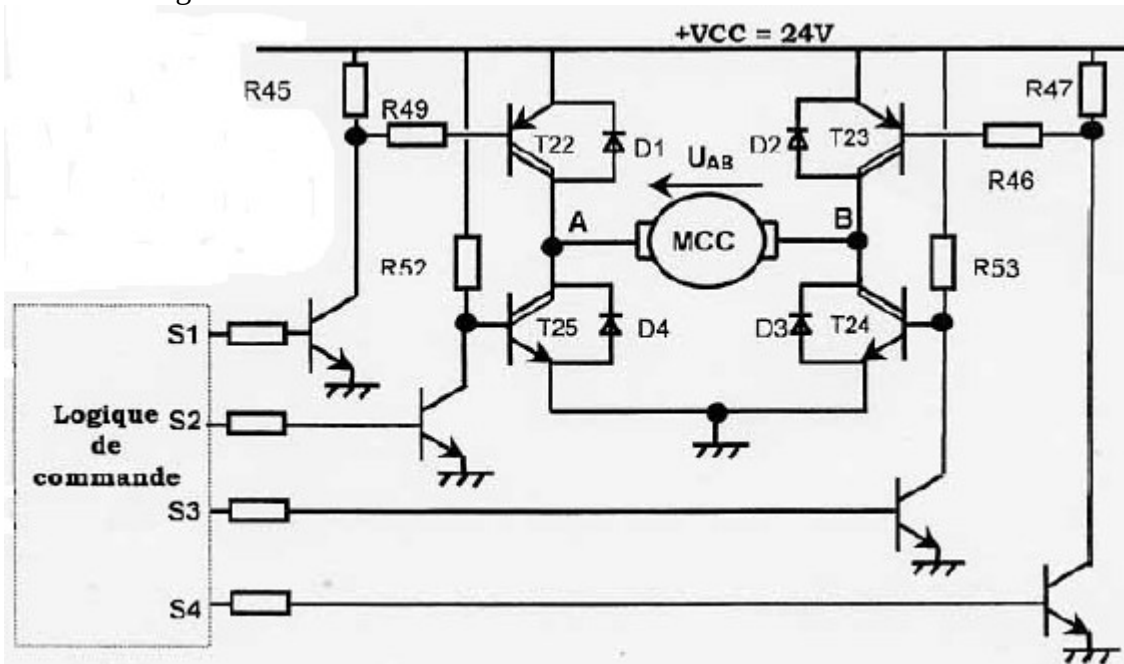 +VCC = 24V
R45
R49
R47
T22
D1
D2
T23
U_AB
R46
A
B
MCC
R52
R53
S1
T25
D4
D3
T24
Logique
de
commande
S2
S3
S4